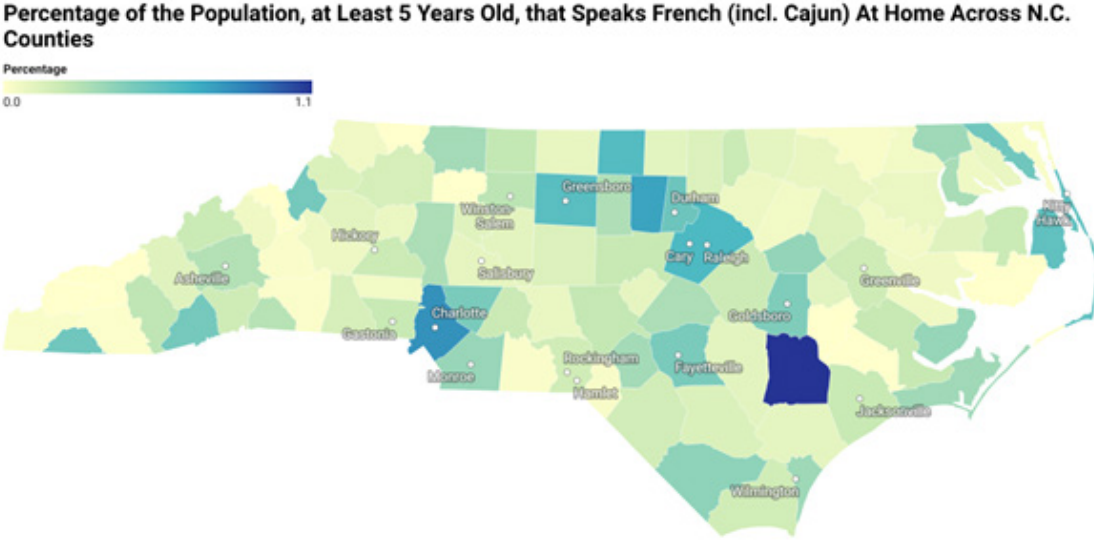 Percentage of the Population, at Least 5 Years Old, that Speaks French (incl. Cajun) At Home Across N.C.
Counties
Percentage
0.0
1.1
Greensboro
Durham
Winston-
Salem
Kitty
Hawk
Hickory
Cary
Raleigh
Asheville
Salisbury
Greenville
Charlotte
Goldsboro
Gastonia
Rockingham
Fayetteville
Monroe
Hamlet
Jacksonville
Wilmington